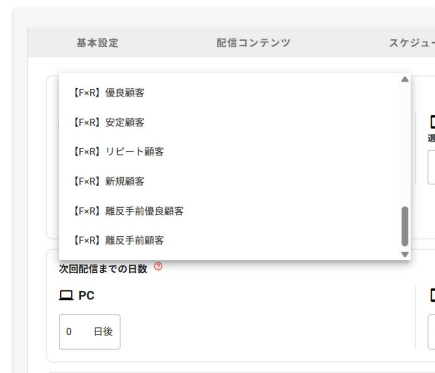 基本設定
配信コンテンツ
スケジュー
【F×R】優良顧客
【F×R】安定顧客
【F×R】リピート顧客
【F×R】新規顧客
【F×R】離反手前優良顧客
【F×R】離反手前顧客
次回配信までの日数 ?
PC
0 日後